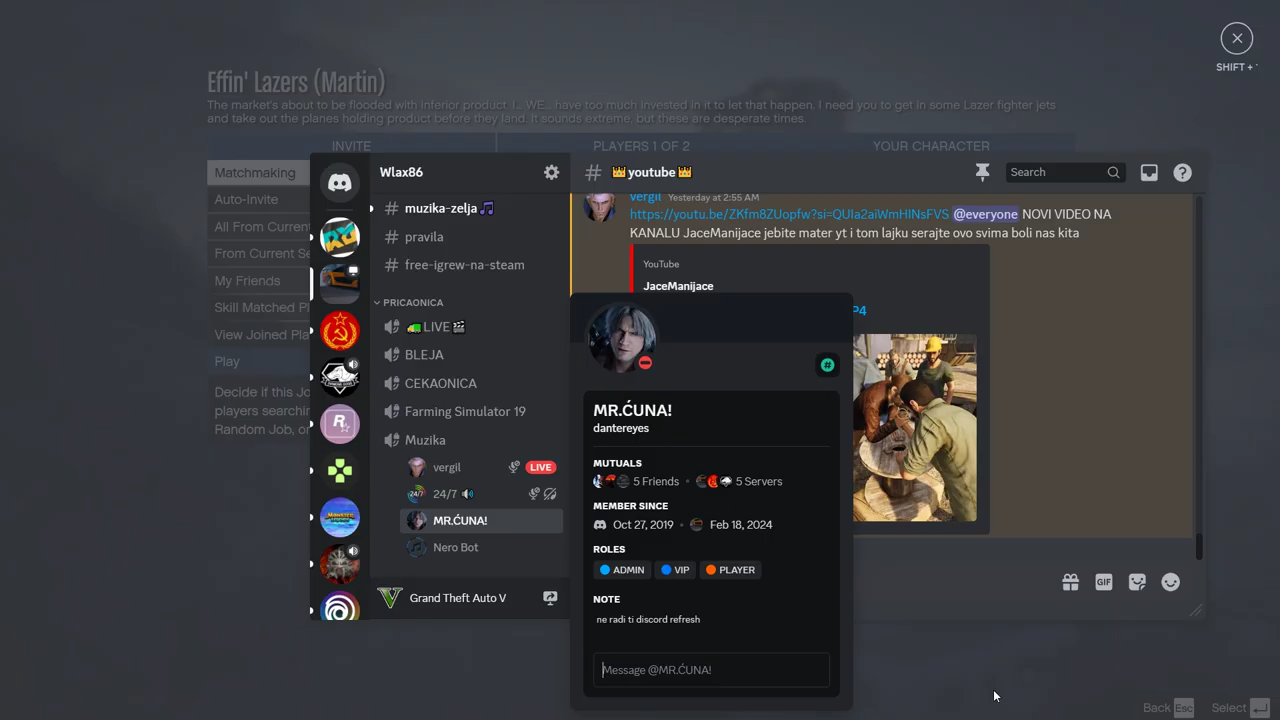 SHIFT + `
Effin' Lazers (Martin)
The market's about to be flooded with inferior product. I... WE... have too much invested in it to let that happen. I need you to get in some Lazer fighter jets
and take out the planes holding product before they land. It sounds extreme, but these are desperate times.
INVITE
PLAYERS 1 OF 2
YOUR CHARACTER
Matchmaking
Auto-Invite
All From Curren
From Current Se
My Friends
Skill Matched Pl
View Joined Pla
Play
Decide if this Jo
players searchin
Random Job, or
Wlax86
muzika-zelja
pravila
free-igrew-na-steam
PRICAONICA
LIVE
BLEJA
CEKAONICA
Farming Simulator 19
Muzika
vergil
LIVE
24/7
24/7
MR.ĆUNA!
Nero Bot
Grand Theft Auto V
# youtube
Search
vergil Yesterday at 2:55 AM
https://youtu.be/ZKfm8ZUopfw?si=QUIa2aiWmHINsFVS @everyone NOVI VIDEO NA
KANALU JaceManijace jebite mater yt i tom lajku serajte ovo svima boli nas kita
YouTube
JaceManijace
P4
MR.ĆUNA!
dantereyes
MUTUALS
5 Friends • 5 Servers
MEMBER SINCE
Oct 27, 2019 • Feb 18, 2024
ROLES
ADMIN VIP PLAYER
NOTE
ne radi ti discord refresh
Message @MR.ĆUNA!
GIF
Back Esc
Select